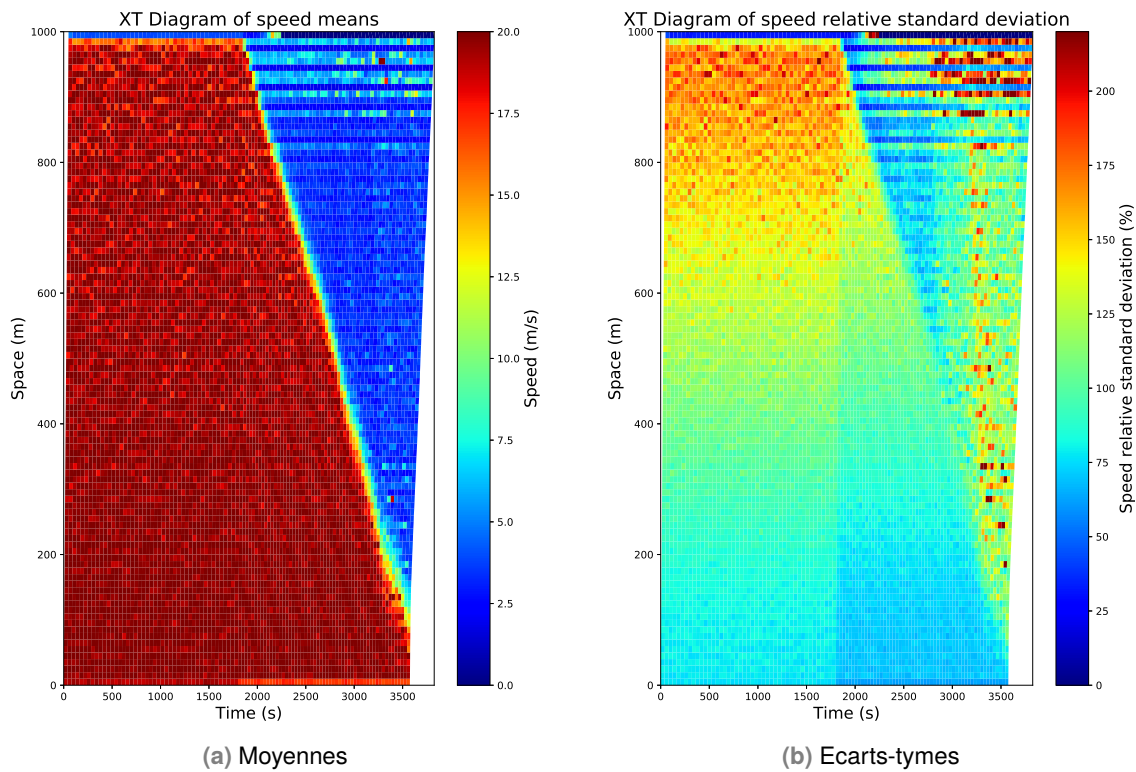 XT Diagram of speed means
1000
800
600
400
200
0
Space (m)
0 500 1000 1500 2000 2500 3000 3500
Time (s)
20.0
17.5
15.0
12.5
10.0
7.5
5.0
2.5
0.0
Speed (m/s)
(a) Moyennes
XT Diagram of speed relative standard deviation
1000
800
600
400
200
0
Space (m)
0 500 1000 1500 2000 2500 3000 3500
Time (s)
200
175
150
125
100
75
50
25
0
Speed relative standard deviation (%)
(b) Ecarts-tymes